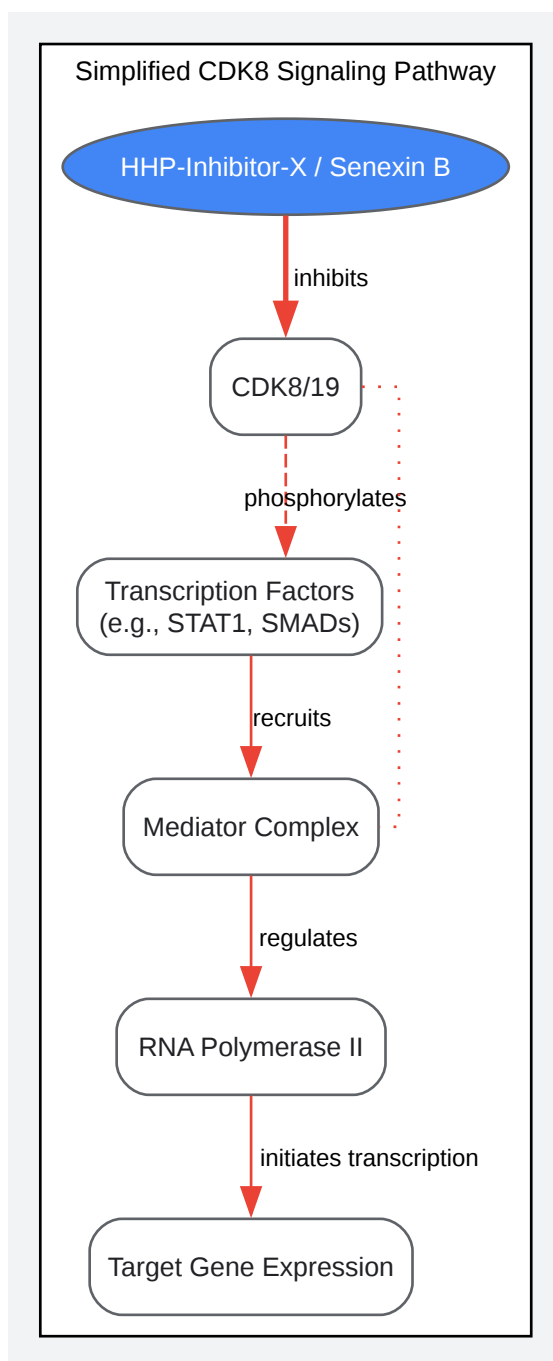 Simplified CDK8 Signaling Pathway
HHP-Inhibitor-X / Senexin B
inhibits
CDK8/19
phosphorylates
Transcription Factors
(e.g., STAT1, SMADs)
recruits
Mediator Complex
regulates
RNA Polymerase II
initiates transcription
Target Gene Expression